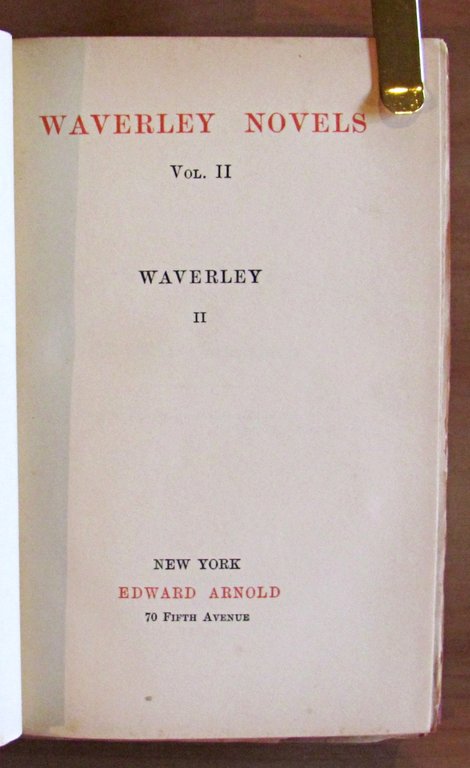 WAVERLEY NOVELS
VOL. II
WAVERLEY
II
NEW YORK
EDWARD ARNOLD
70 FIFTH AVENUE